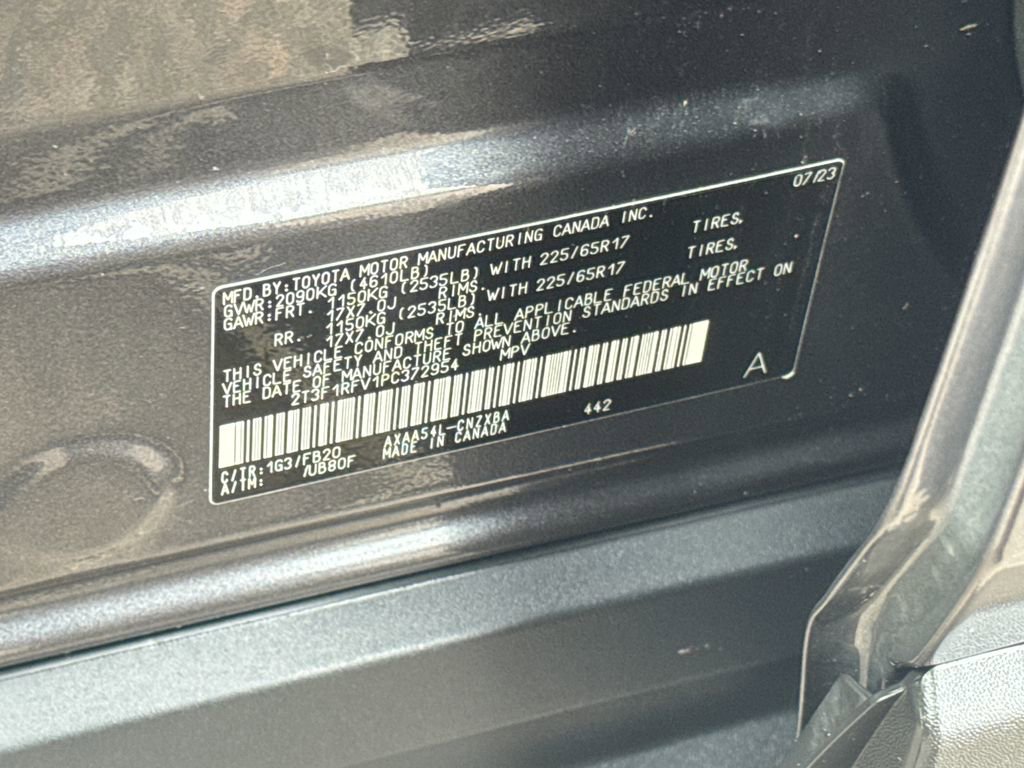 07/23
MFD. BY:TOYOTA MOTOR MANUFACTURING CANADA INC.
GVWR:2090KG (4610LB)
GAWR:FRT. 1150KG (2535LB) WITH 225/65R17 TIRES,
17X7.0J RIMS.
RR. 1150KG (2535LB) WITH 225/65R17 TIRES,
17X7.0J RIMS.
THIS VEHICLE CONFORMS TO ALL APPLICABLE FEDERAL MOTOR
VEHICLE SAFETY AND THEFT PREVENTION STANDARDS IN EFFECT ON
THE DATE OF MANUFACTURE SHOWN ABOVE.
2T3F1RFV1PC372954 MPV
A
C/TR:1G3/FB20 AXAA54L-CNZXBA 442
A/TM: /UB80F MADE IN CANADA